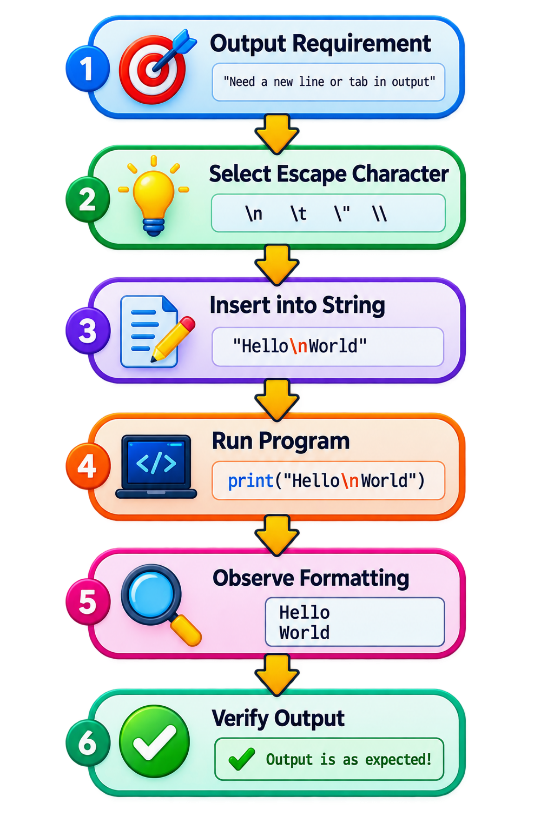 1
Output Requirement
"Need a new line or tab in output"
2
Select Escape Character
\n \t \" \\
3
Insert into String
"Hello\nWorld"
4
</>
Run Program
print("Hello\nWorld")
5
Observe Formatting
Hello
World
6
Verify Output
Output is as expected!